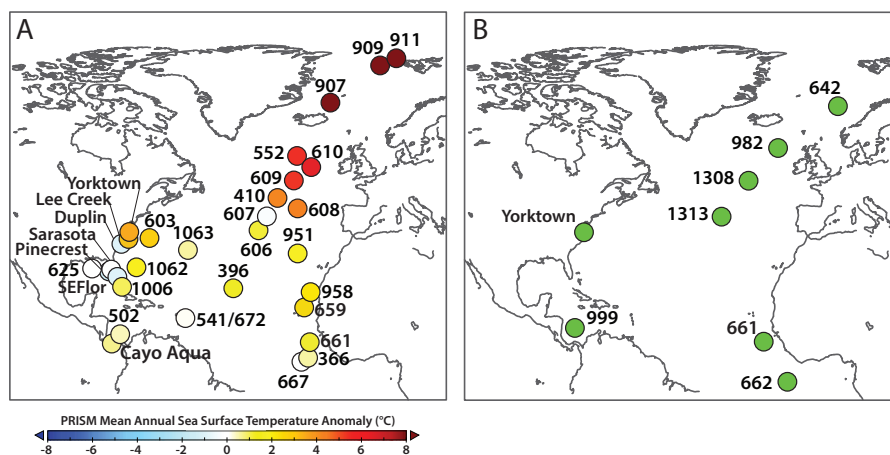 A
911
909
907
552
610
609
410
607
608
Yorktown
Lee Creek
Duplin
603
Sarasota
1063
606
951
Pinecrest
625
1062
396
958
SEFlor
1006
659
541/672
502
661
Cayo Aqua
366
667
PRISM Mean Annual Sea Surface Temperature Anomaly (°C)
-8 -6 -4 -2 0 2 4 6 8
B
642
982
1308
1313
Yorktown
999
661
662